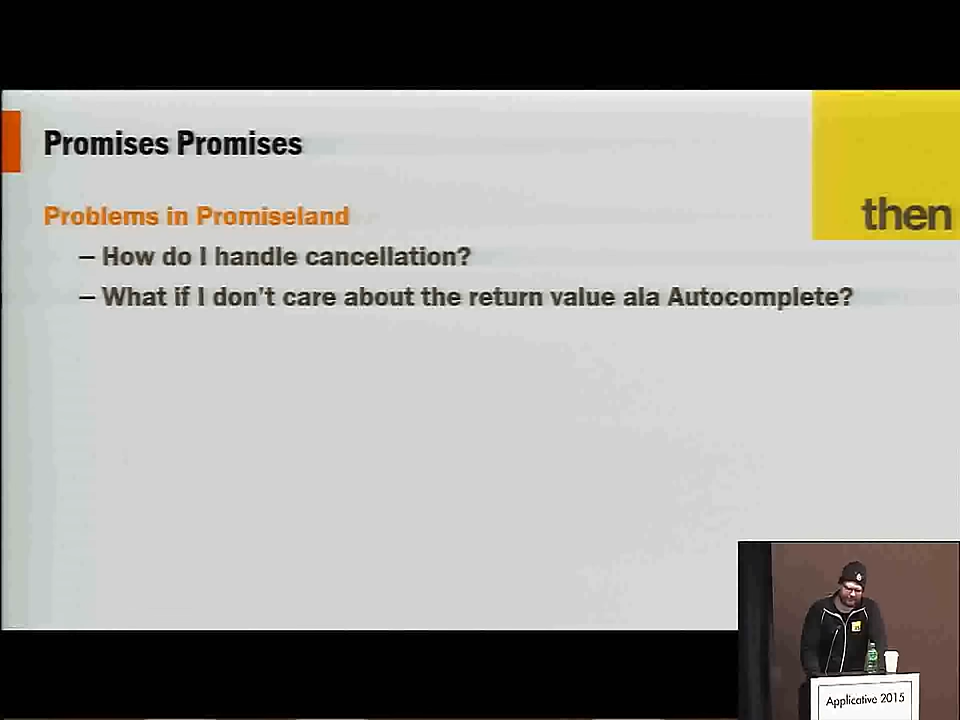 Promises Promises
then
Problems in Promiseland
– How do I handle cancellation?
– What if I don't care about the return value ala Autocomplete?
Applicative 2015